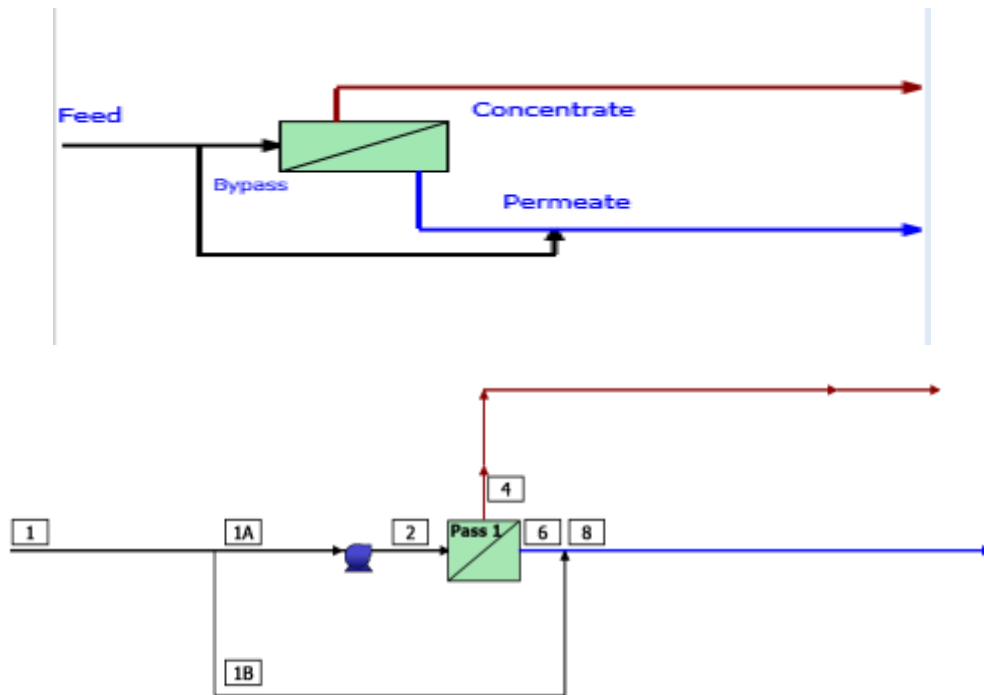 Feed
Concentrate
Bypass
Permeate
4
1
1A
2
Pass 1
6
8
1B